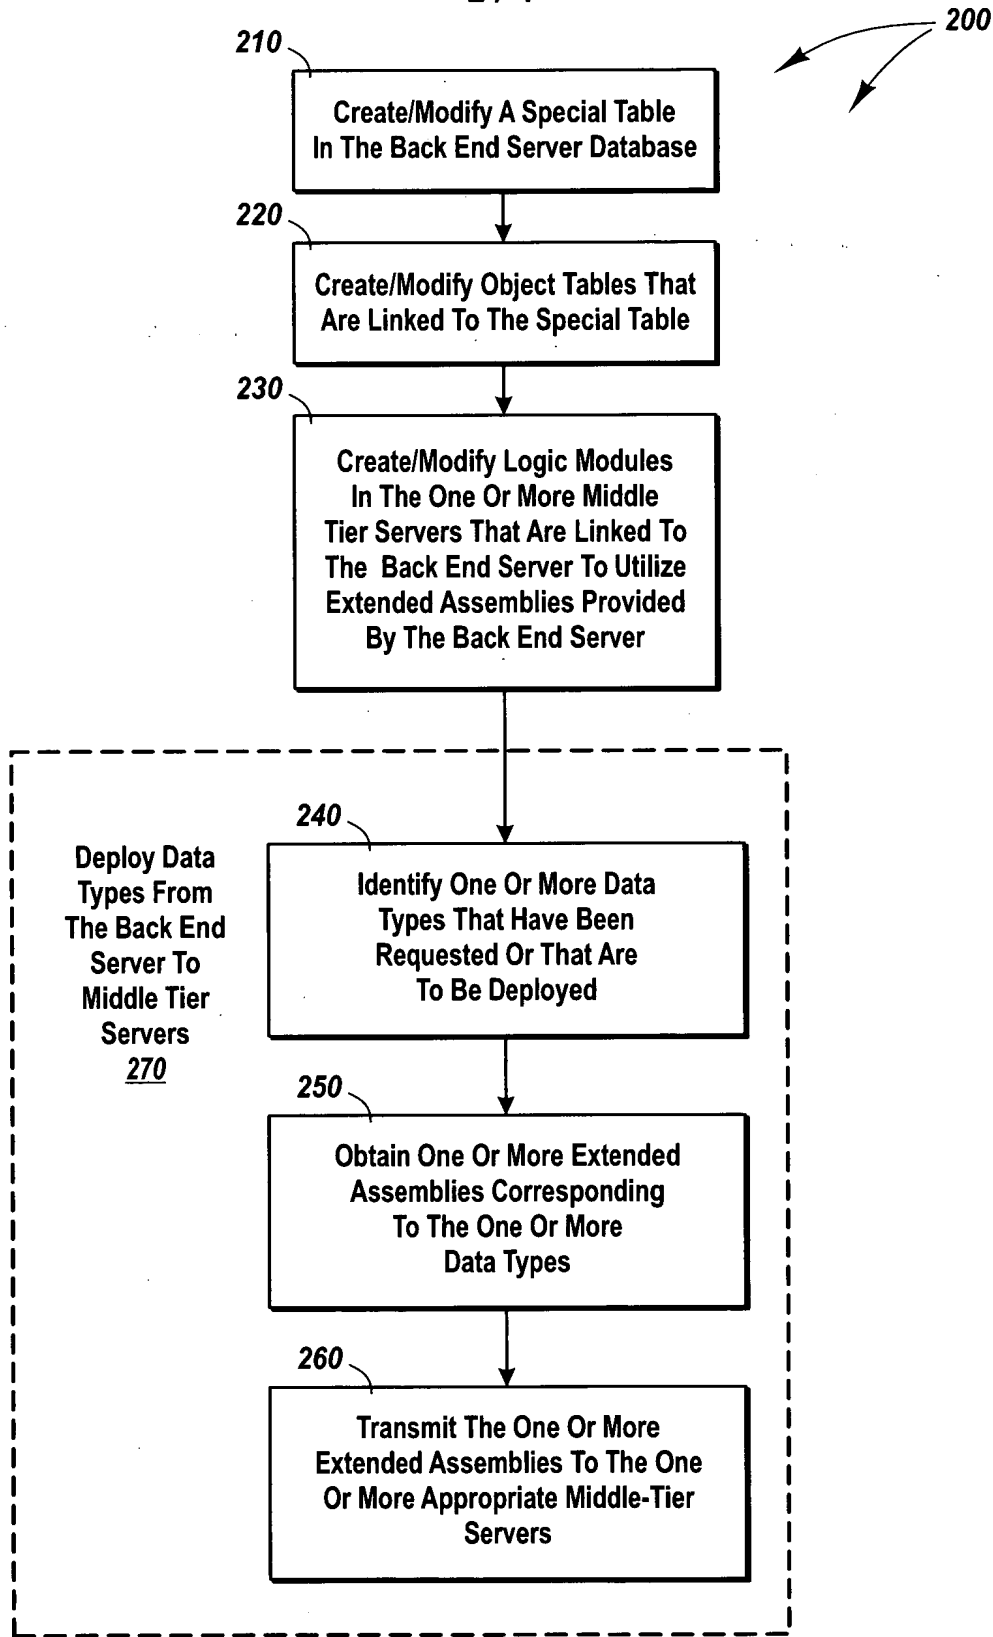 200
210
Create/Modify A Special Table
In The Back End Server Database
220
Create/Modify Object Tables That
Are Linked To The Special Table
230
Create/Modify Logic Modules
In The One Or More Middle
Tier Servers That Are Linked To
The Back End Server To Utilize
Extended Assemblies Provided
By The Back End Server
Deploy Data
Types From
The Back End
Server To
Middle Tier
Servers
270
240
Identify One Or More Data
Types That Have Been
Requested Or That Are
To Be Deployed
250
Obtain One Or More Extended
Assemblies Corresponding
To The One Or More
Data Types
260
Transmit The One Or More
Extended Assemblies To The One
Or More Appropriate Middle-Tier
Servers